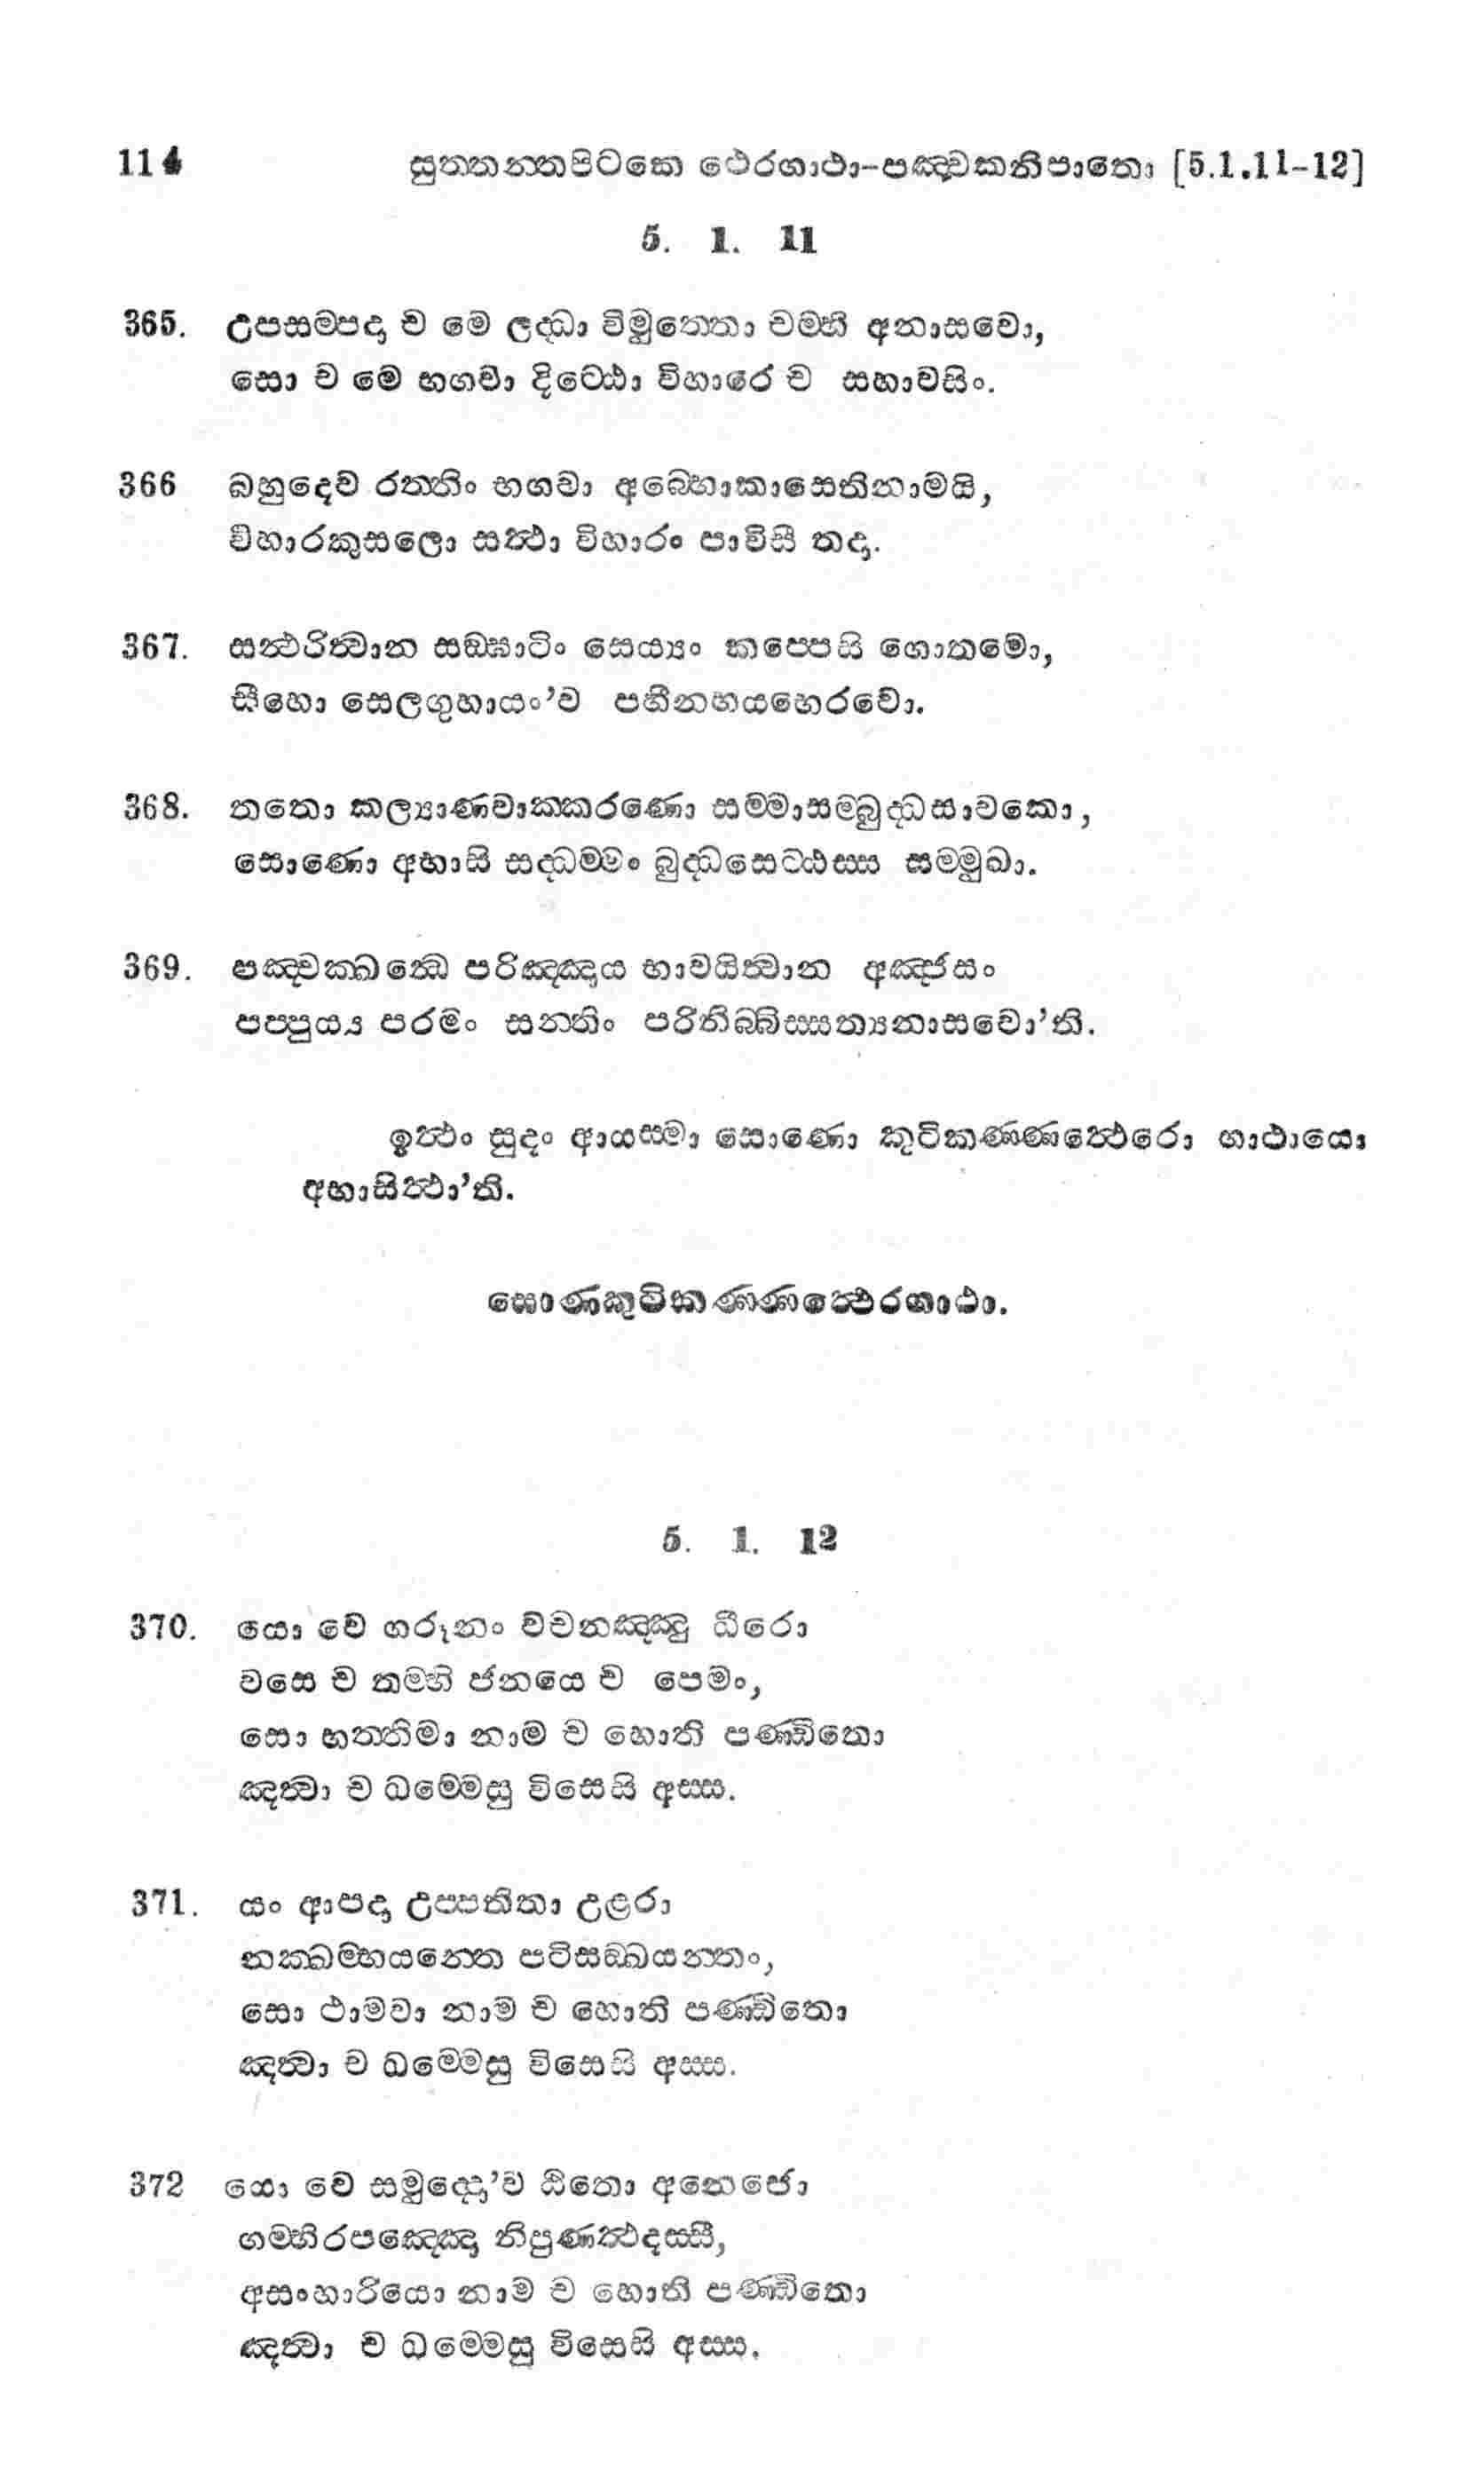 114 සුත්තන්තපිටකෙ ථෙරගාථා-පඤ්චකනිපාතො [5.1.11-12]
5. 1. 11
365. උපසම්පදා ච මෙ ලද්ධා විමුත්තො චම්හි අනාසවො,
සො ච මෙ භගවා දිට්ඨො විහාරෙ ච සහාවසිං.
366 බහුදෙව රත්තිං භගවා අබ්භොකාසෙතිනාමයි,
විහාරකුසලො සත්ථා විහාරං පාවිසී තදා.
367. සන්ථරිත්වාන සඞ්ඝාටිං සෙය්‍යං කප්පෙසි ගොතමො,
සීහො සෙලගුහායං'ව පහීනභයභෙරවො.
368. තතො කල්‍යාණවාක්කරණො සම්මාසම්බුද්ධසාවකො,
සොණො අභාසි සද්ධම්මං බුද්ධසෙට්ඨස්ස සම්මුඛා.
369. පඤ්චක්ඛන්ධෙ පරිඤ්ඤාය භාවයිත්වාන අඤ්ජසං
පප්පුය්‍ය පරමං සන්තිං පරිනිබ්බිස්සත්‍යනාසවො'ති.
ඉත්ථං සුදං ආයස්මා සොණො කුටිකණ්ණත්ථෙරො ගාථායො
අභාසිත්ථා'ති.
සොණකුටිකණ්ණත්ථෙරගාථා.
5. 1. 12
370. යො වෙ ගරූනං වචනඤ්ඤු ධීරො
වසෙ ච තම්හි ජනයෙ ච පෙමං,
සො භත්තිමා නාම ච හොති පණ්ඩිතො
ඤත්වා ච ධම්මෙසු විසෙසි අස්ස.
371. යං ආපදා උප්පතිතා උළරා
නක්ඛම්භයන්තෙ පටිසඞ්ඛයන්තං,
සො ථාමවා නාම ච හොති පණ්ඩිතො
ඤත්වා ච ධම්මෙසු විසෙසි අස්ස.
372 යො වෙ සමුද්දො'ව ඨිතො අනෙජො
ගම්භිරපඤ්ඤො නිපුණත්ථදස්සී,
අසංහාරියො නාම ච හොති පණ්ඩිතො
ඤත්වා ච ධම්මෙසු විසෙසි අස්ස.